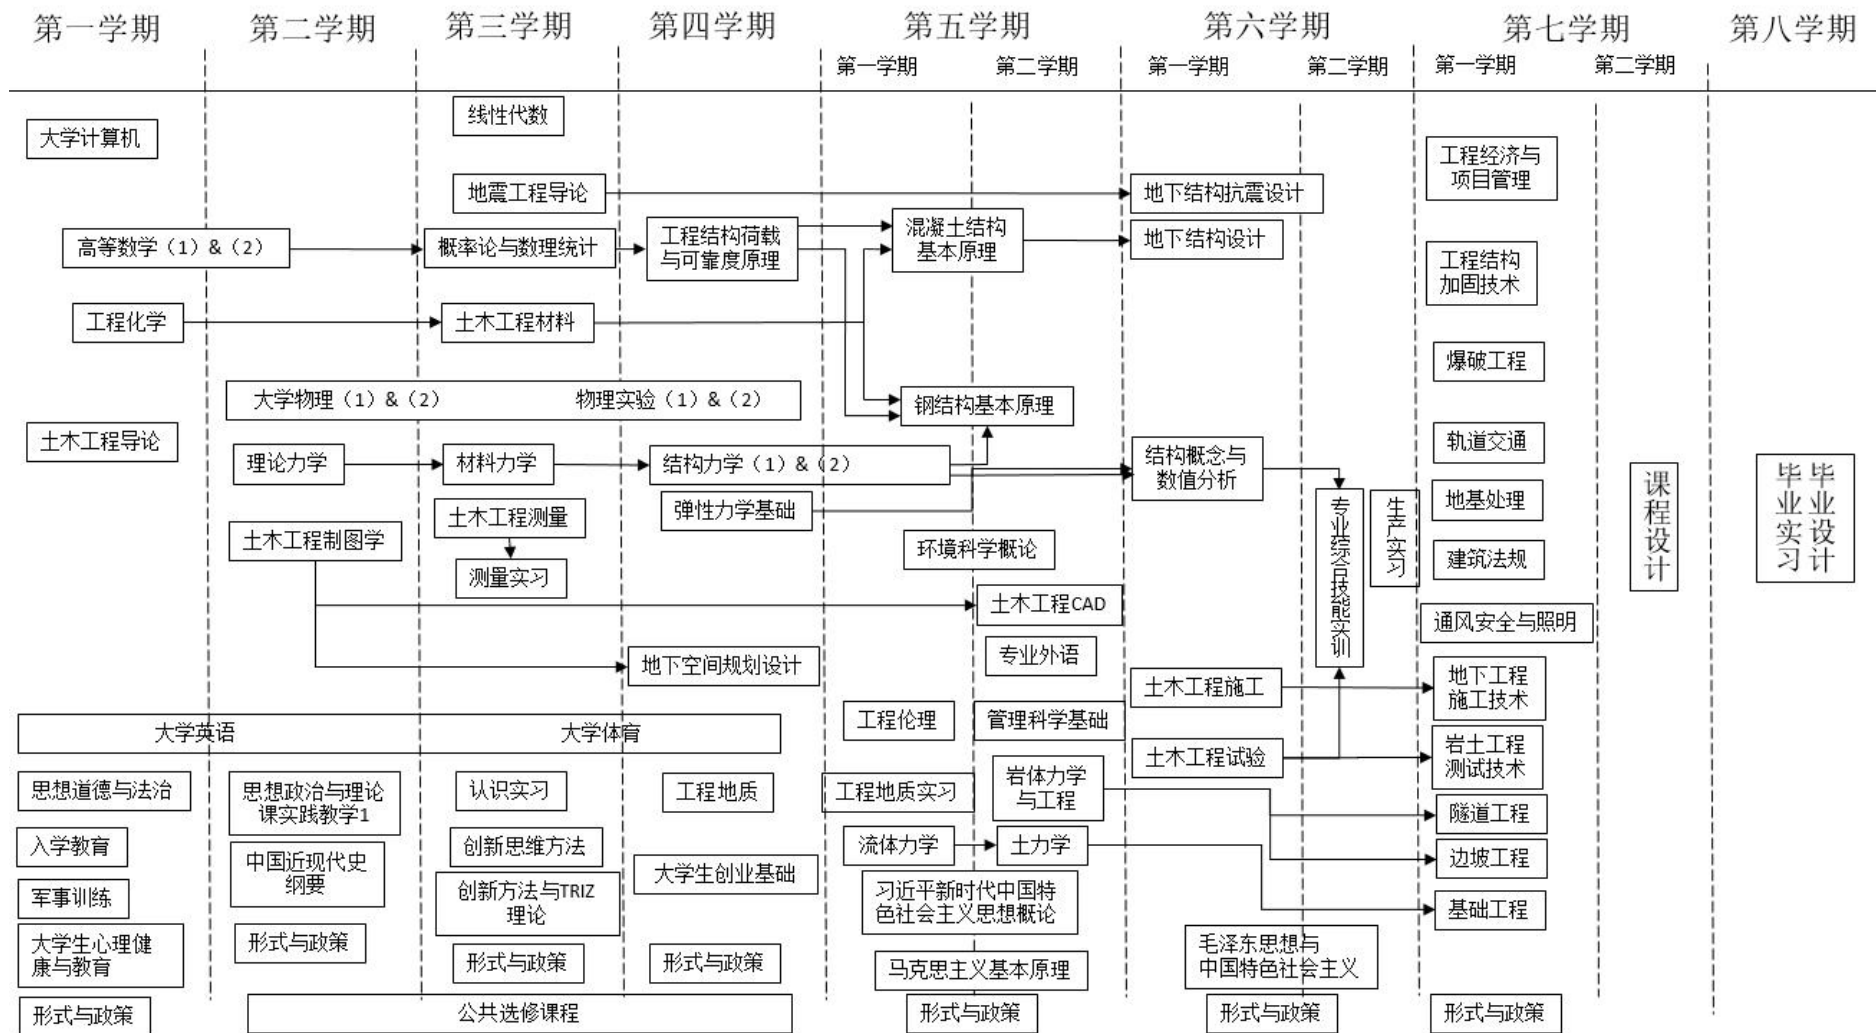 第一学期
第二学期
第三学期
第四学期
第五学期
第六学期
第七学期
第八学期
第一学期
第二学期
第一学期
第二学期
第一学期
第二学期
大学计算机
线性代数
工程经济与
项目管理
地震工程导论
地下结构抗震设计
高等数学（1）&（2）
概率论与数理统计
工程结构荷载
与可靠度原理
混凝土结构
基本原理
地下结构设计
工程结构
加固技术
工程化学
土木工程材料
爆破工程
大学物理（1）&（2）
物理实验（1）&（2）
钢结构基本原理
土木工程导论
轨道交通
理论力学
材料力学
结构力学（1）&（2）
结构概念与
数值分析
弹性力学基础
土木工程测量
测量实习
土木工程制图学
环境科学概论
专业综合技能实训
生产实习
地基处理
建筑法规
课程设计
毕业设计
毕业实习
土木工程CAD
通风安全与照明
专业外语
地下空间规划设计
土木工程施工
地下工程
施工技术
大学英语
大学体育
工程伦理
管理科学基础
土木工程试验
岩土工程
测试技术
思想道德与法治
思想政治与理论
课实践教学1
认识实习
工程地质
工程地质实习
岩体力学
与工程
隧道工程
入学教育
中国近现代史
纲要
创新思维方法
大学生创业基础
流体力学
土力学
边坡工程
军事训练
创新方法与TRIZ
理论
习近平新时代中国特
色社会主义思想概论
基础工程
大学生心理健
康与教育
形式与政策
形式与政策
形式与政策
马克思主义基本原理
毛泽东思想与
中国特色社会主义
形式与政策
公共选修课程
形式与政策
形式与政策
形式与政策